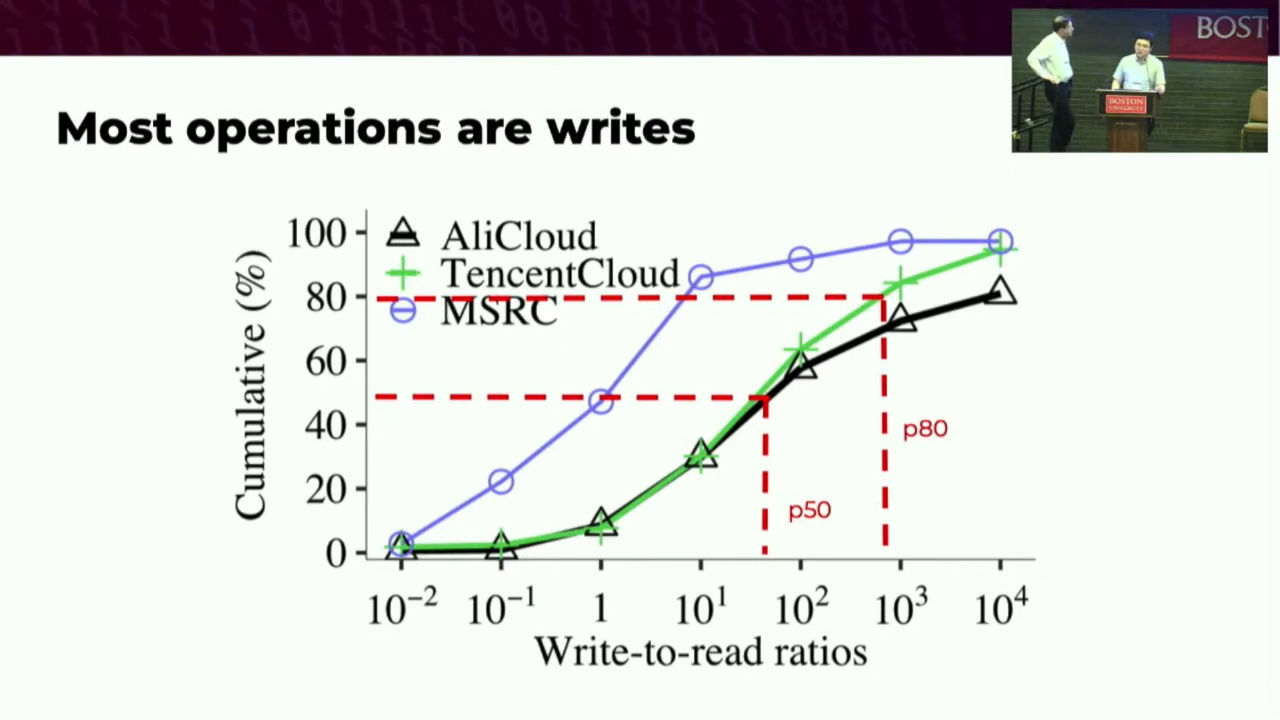 BOST
BOSTON
UNIVERSITY
Most operations are writes
Cumulative (%)
100
80
60
40
20
0
AliCloud
TencentCloud
MSRC
p80
p50
10⁻²
10⁻¹
1
10¹
10²
10³
10⁴
Write-to-read ratios